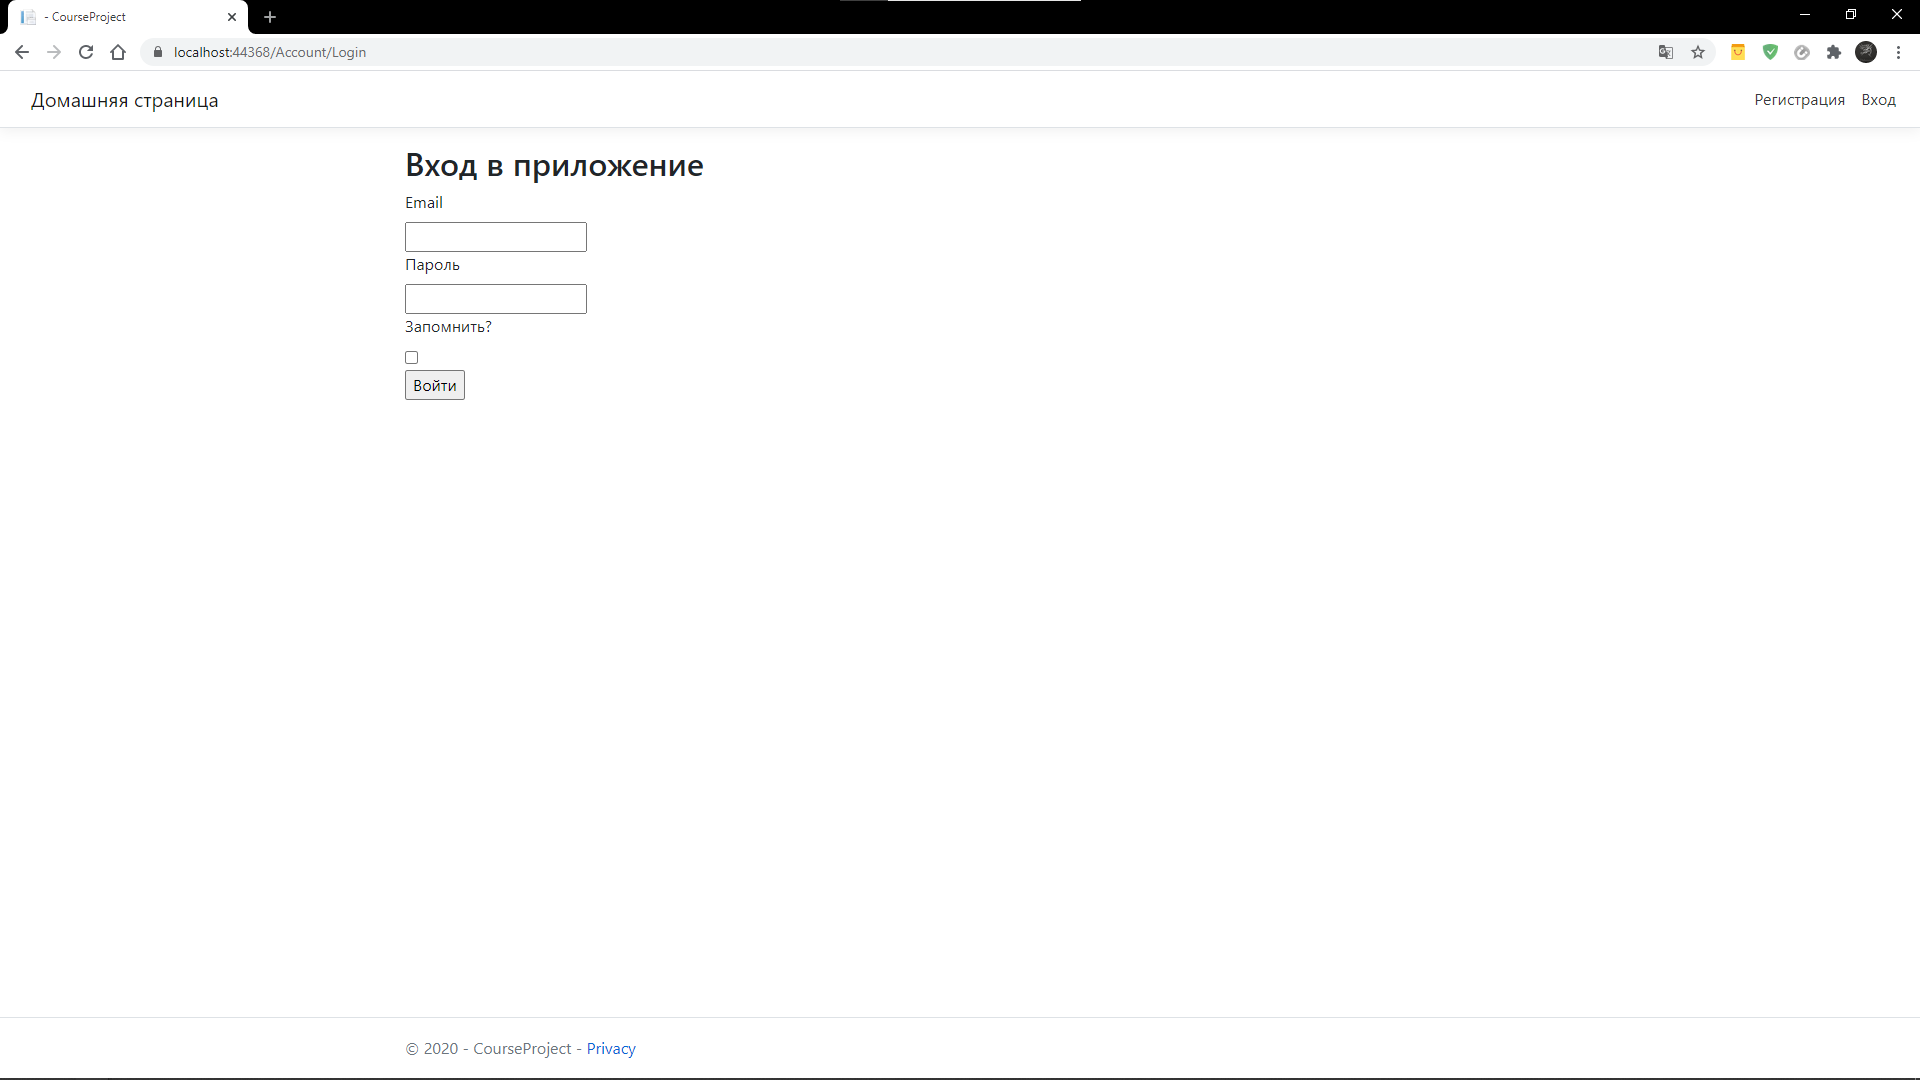 - CourseProject
localhost:44368/Account/Login
Домашняя страница
Регистрация
Вход
Вход в приложение
Email
Пароль
Запомнить?
Войти
© 2020 - CourseProject - Privacy